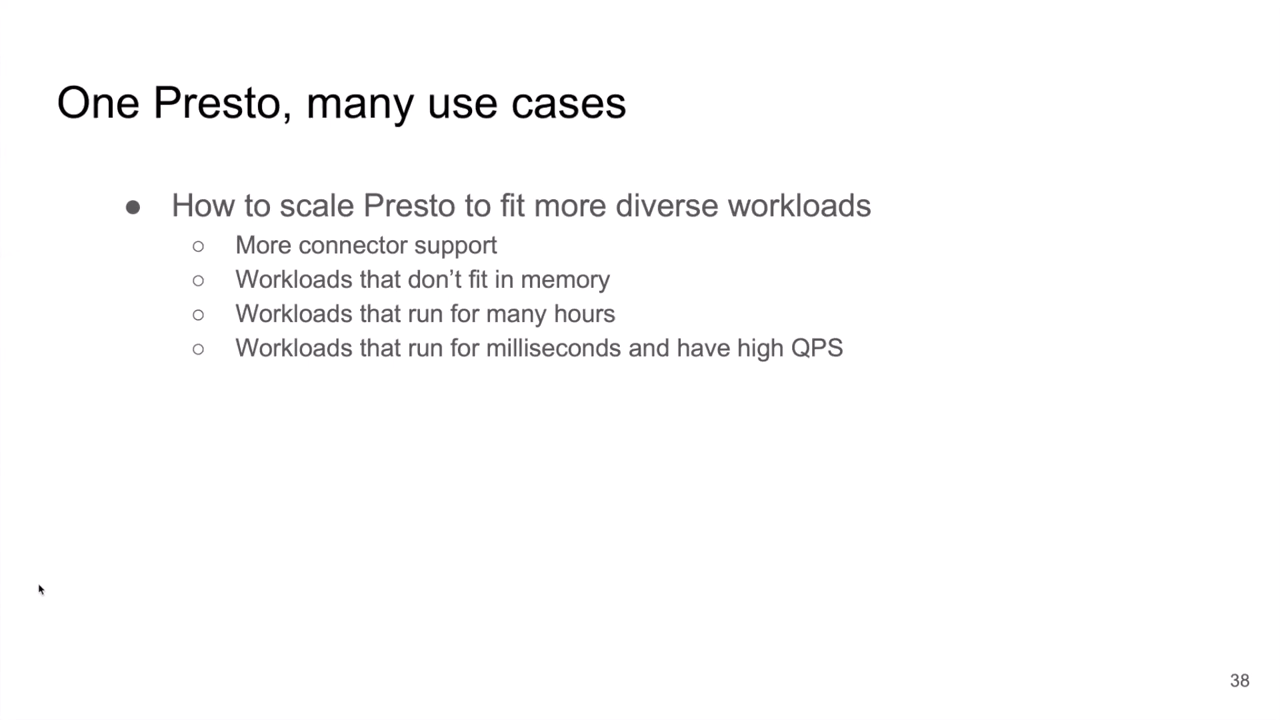 One Presto, many use cases
● How to scale Presto to fit more diverse workloads
○ More connector support
○ Workloads that don’t fit in memory
○ Workloads that run for many hours
○ Workloads that run for milliseconds and have high QPS
38